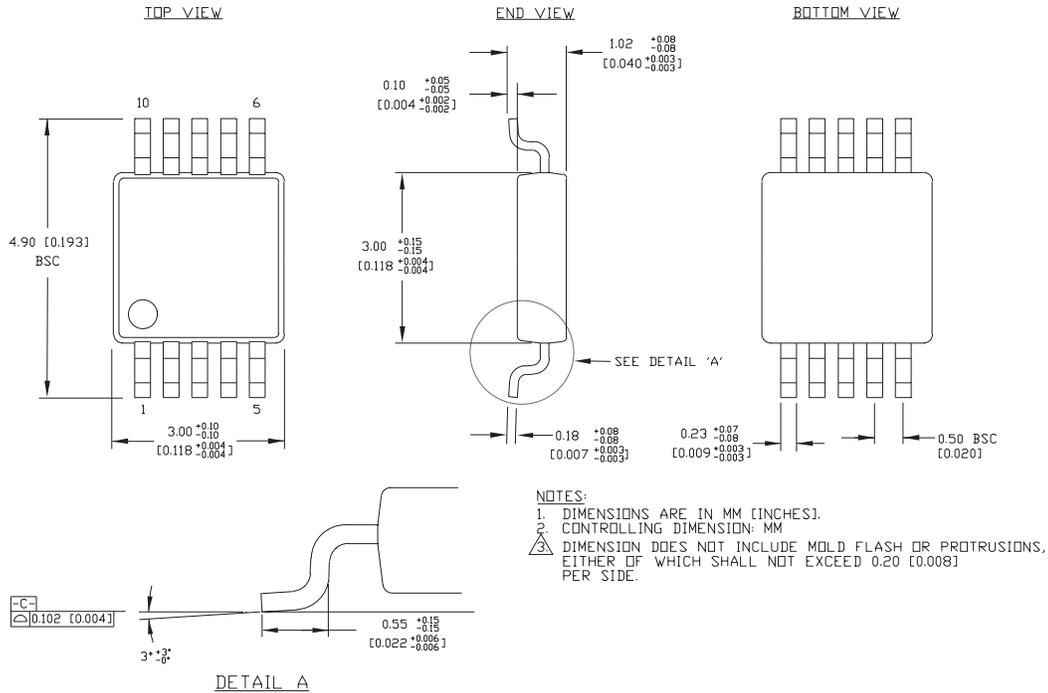 TOP VIEW
END VIEW
BOTTOM VIEW
1.02 +0.08 -0.08
[0.040 +0.003 -0.003]
0.10 +0.05 -0.05
[0.004 +0.002 -0.002]
10
6
4.90 [0.193]
BSC
3.00 +0.15 -0.15
[0.118 +0.004 -0.004]
SEE DETAIL 'A'
1
5
3.00 +0.10 -0.10
[0.118 +0.004 -0.004]
0.18 +0.08 -0.08
[0.007 +0.003 -0.003]
0.23 +0.07 -0.08
[0.009 +0.003 -0.003]
0.50 BSC
[0.020]
NOTES:
1. DIMENSIONS ARE IN MM [INCHES].
2. CONTROLLING DIMENSION: MM
3. DIMENSION DOES NOT INCLUDE MOLD FLASH OR PROTRUSIONS,
EITHER OF WHICH SHALL NOT EXCEED 0.20 [0.008]
PER SIDE.
-C-
0.102 [0.004]
3° +3° -0°
0.55 +0.15 -0.15
[0.022 +0.006 -0.006]
DETAIL A